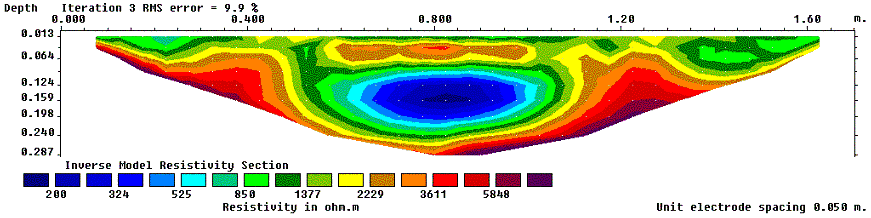 Depth Iteration 3 RMS error = 9.9 %
0.000 0.400 0.800 1.20 1.60 m.
0.013
0.064
0.124
0.159
0.198
0.240
0.287
Inverse Model Resistivity Section
200 324 525 850 1377 2229 3611 5848
Resistivity in ohm.m Unit electrode spacing 0.050 m.